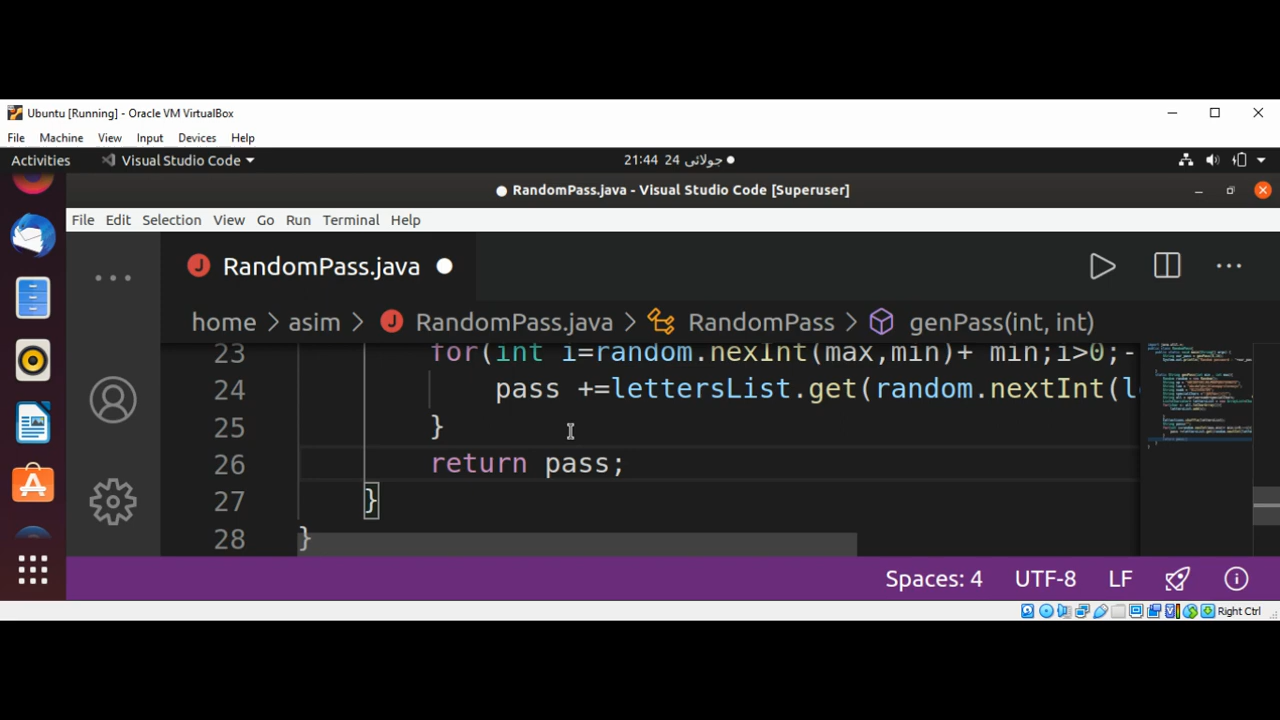 Ubuntu [Running] - Oracle VM VirtualBox
File Machine View Input Devices Help
Activities Visual Studio Code 21:44 24 جولائی
RandomPass.java - Visual Studio Code [Superuser]
File Edit Selection View Go Run Terminal Help
RandomPass.java
home > asim > RandomPass.java > RandomPass > genPass(int, int)
23 for(int i=random.nexInt(max,min)+ min;i>0;-
24 pass +=lettersList.get(random.nextInt(l
25 }
26 return pass;
27 }
28 }
Spaces: 4 UTF-8 LF
Right Ctrl